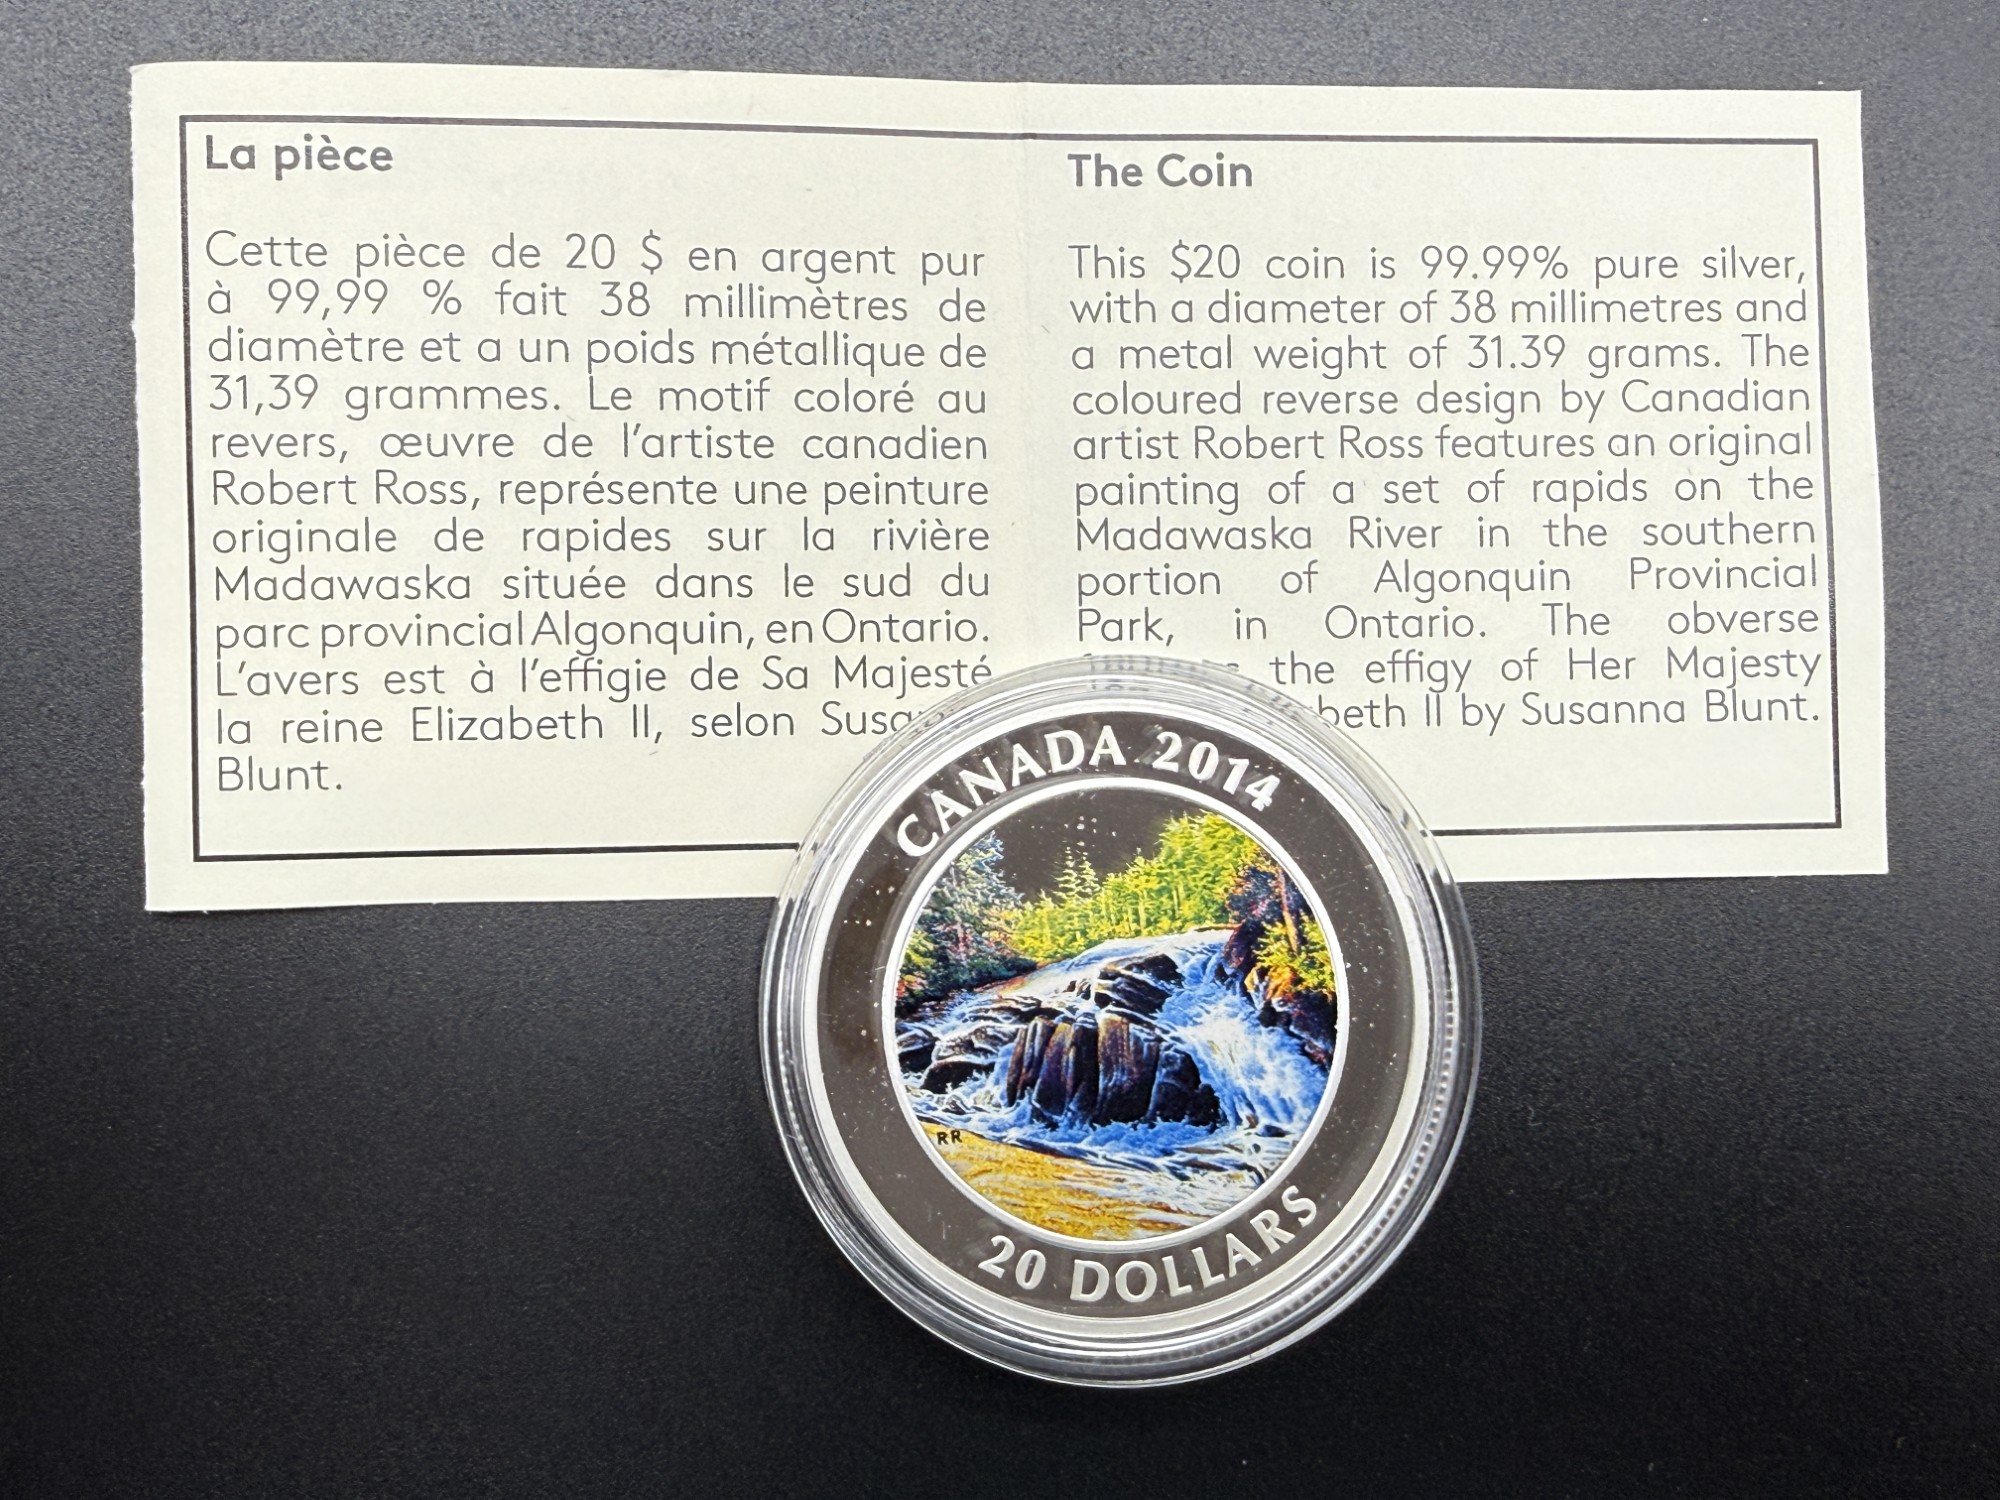 La pièce
Cette pièce de 20 $ en argent pur
à 99,99 % fait 38 millimètres de
diamètre et a un poids métallique de
31,39 grammes. Le motif coloré au
revers, œuvre de l'artiste canadien
Robert Ross, représente une peinture
originale de rapides sur la rivière
Madawaska située dans le sud du
parc provincial Algonquin, en Ontario.
L'avers est à l'effigie de Sa Majesté
la reine Elizabeth II, selon
Blunt.
The Coin
This $20 coin is 99.99% pure silver,
with a diameter of 38 millimetres and
a metal weight of 31.39 grams. The
coloured reverse design by Canadian
artist Robert Ross features an original
painting of a set of rapids on the
Madawaska River in the southern
portion of Algonquin Provincial
Park, in Ontario. The obverse
the effigy of Her Majesty
II by Susanna Blunt.
CANADA 2014
RR
20 DOLLARS